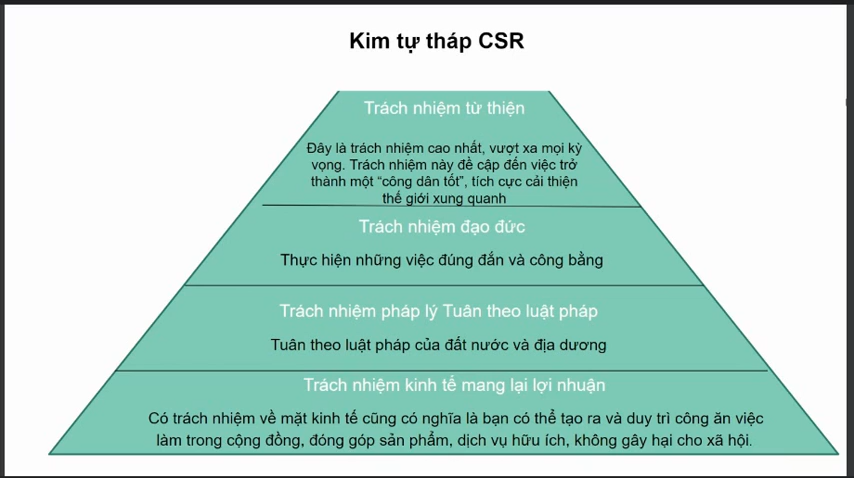 Kim tự tháp CSR
Trách nhiệm từ thiện
Đây là trách nhiệm cao nhất, vượt xa mọi kỳ
vọng. Trách nhiệm này đề cập đến việc trở
thành một “công dân tốt”, tích cực cải thiện
thế giới xung quanh
Trách nhiệm đạo đức
Thực hiện những việc đúng đắn và công bằng
Trách nhiệm pháp lý Tuân theo luật pháp
Tuân theo luật pháp của đất nước và địa dương
Trách nhiệm kinh tế mang lại lợi nhuận
Có trách nhiệm về mặt kinh tế cũng có nghĩa là bạn có thể tạo ra và duy trì công ăn việc
làm trong cộng đồng, đóng góp sản phẩm, dịch vụ hữu ích, không gây hại cho xã hội.